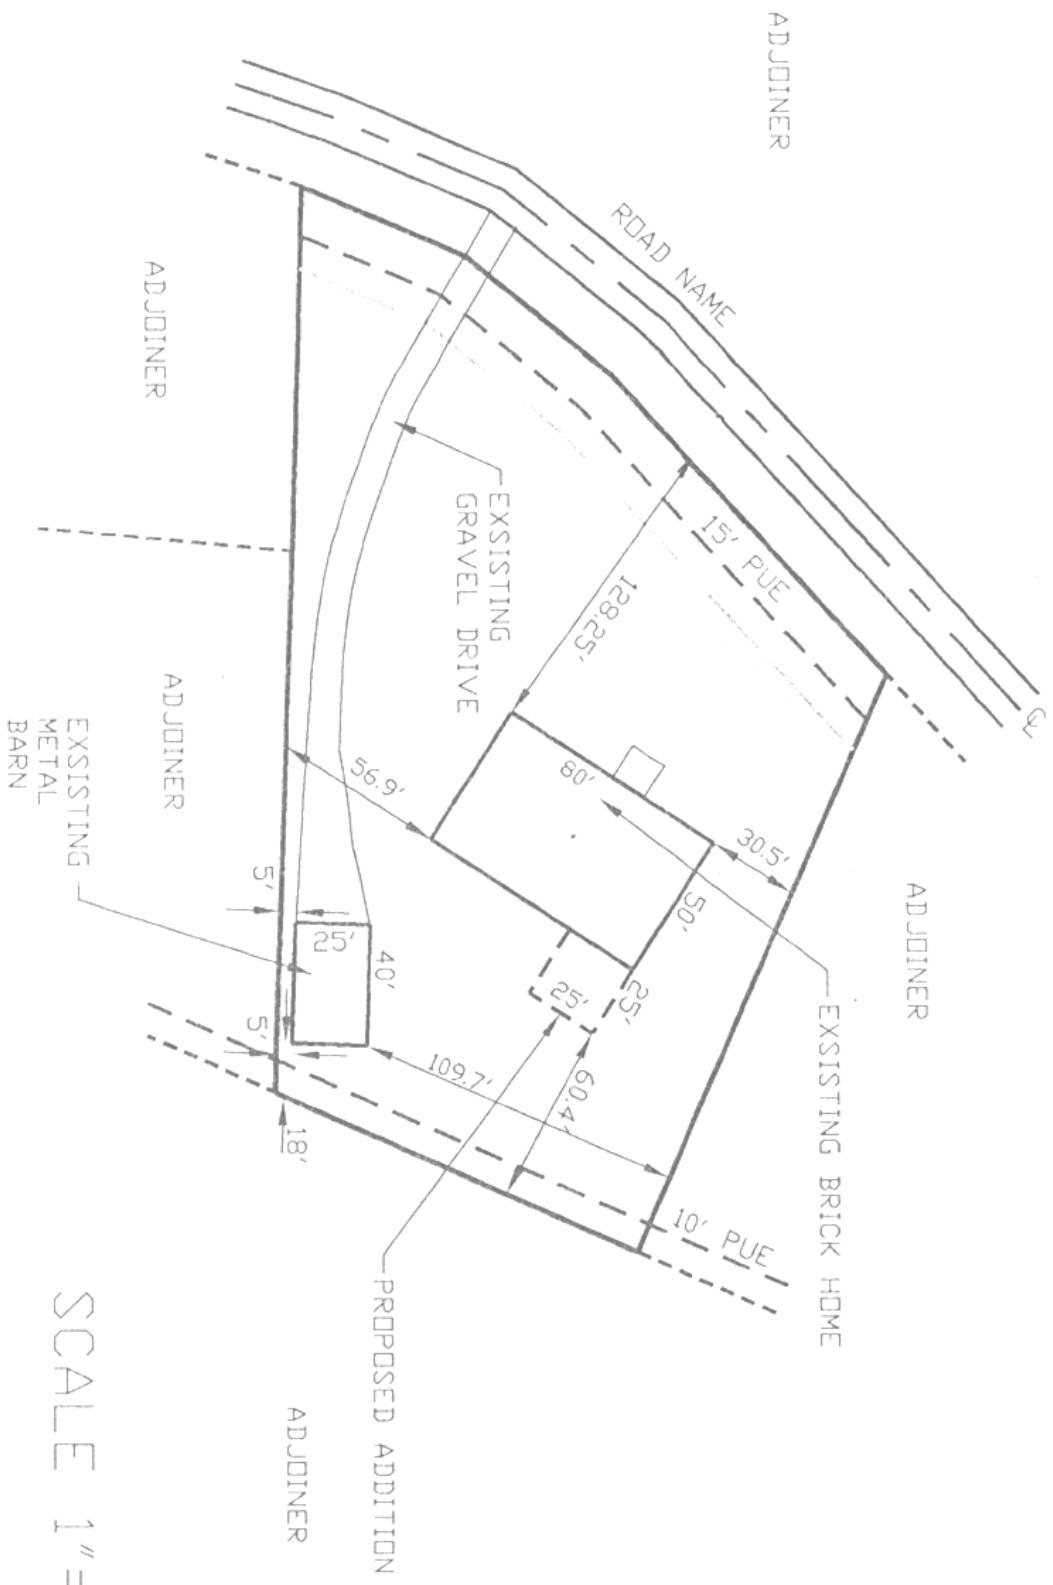 ADJOINER
ROAD NAME
℄
15' PUE
ADJOINER
EXSISTING
GRAVEL DRIVE
128.25'
80'
30.5'
50'
ADJOINER
56.9'
ADJOINER
EXSISTING
METAL
BARN
5'
25'
40'
5'
18'
25'
25'
109.7'
60.4'
10' PUE
EXSISTING BRICK HOME
PROPOSED ADDITION
ADJOINER
SCALE 1"=